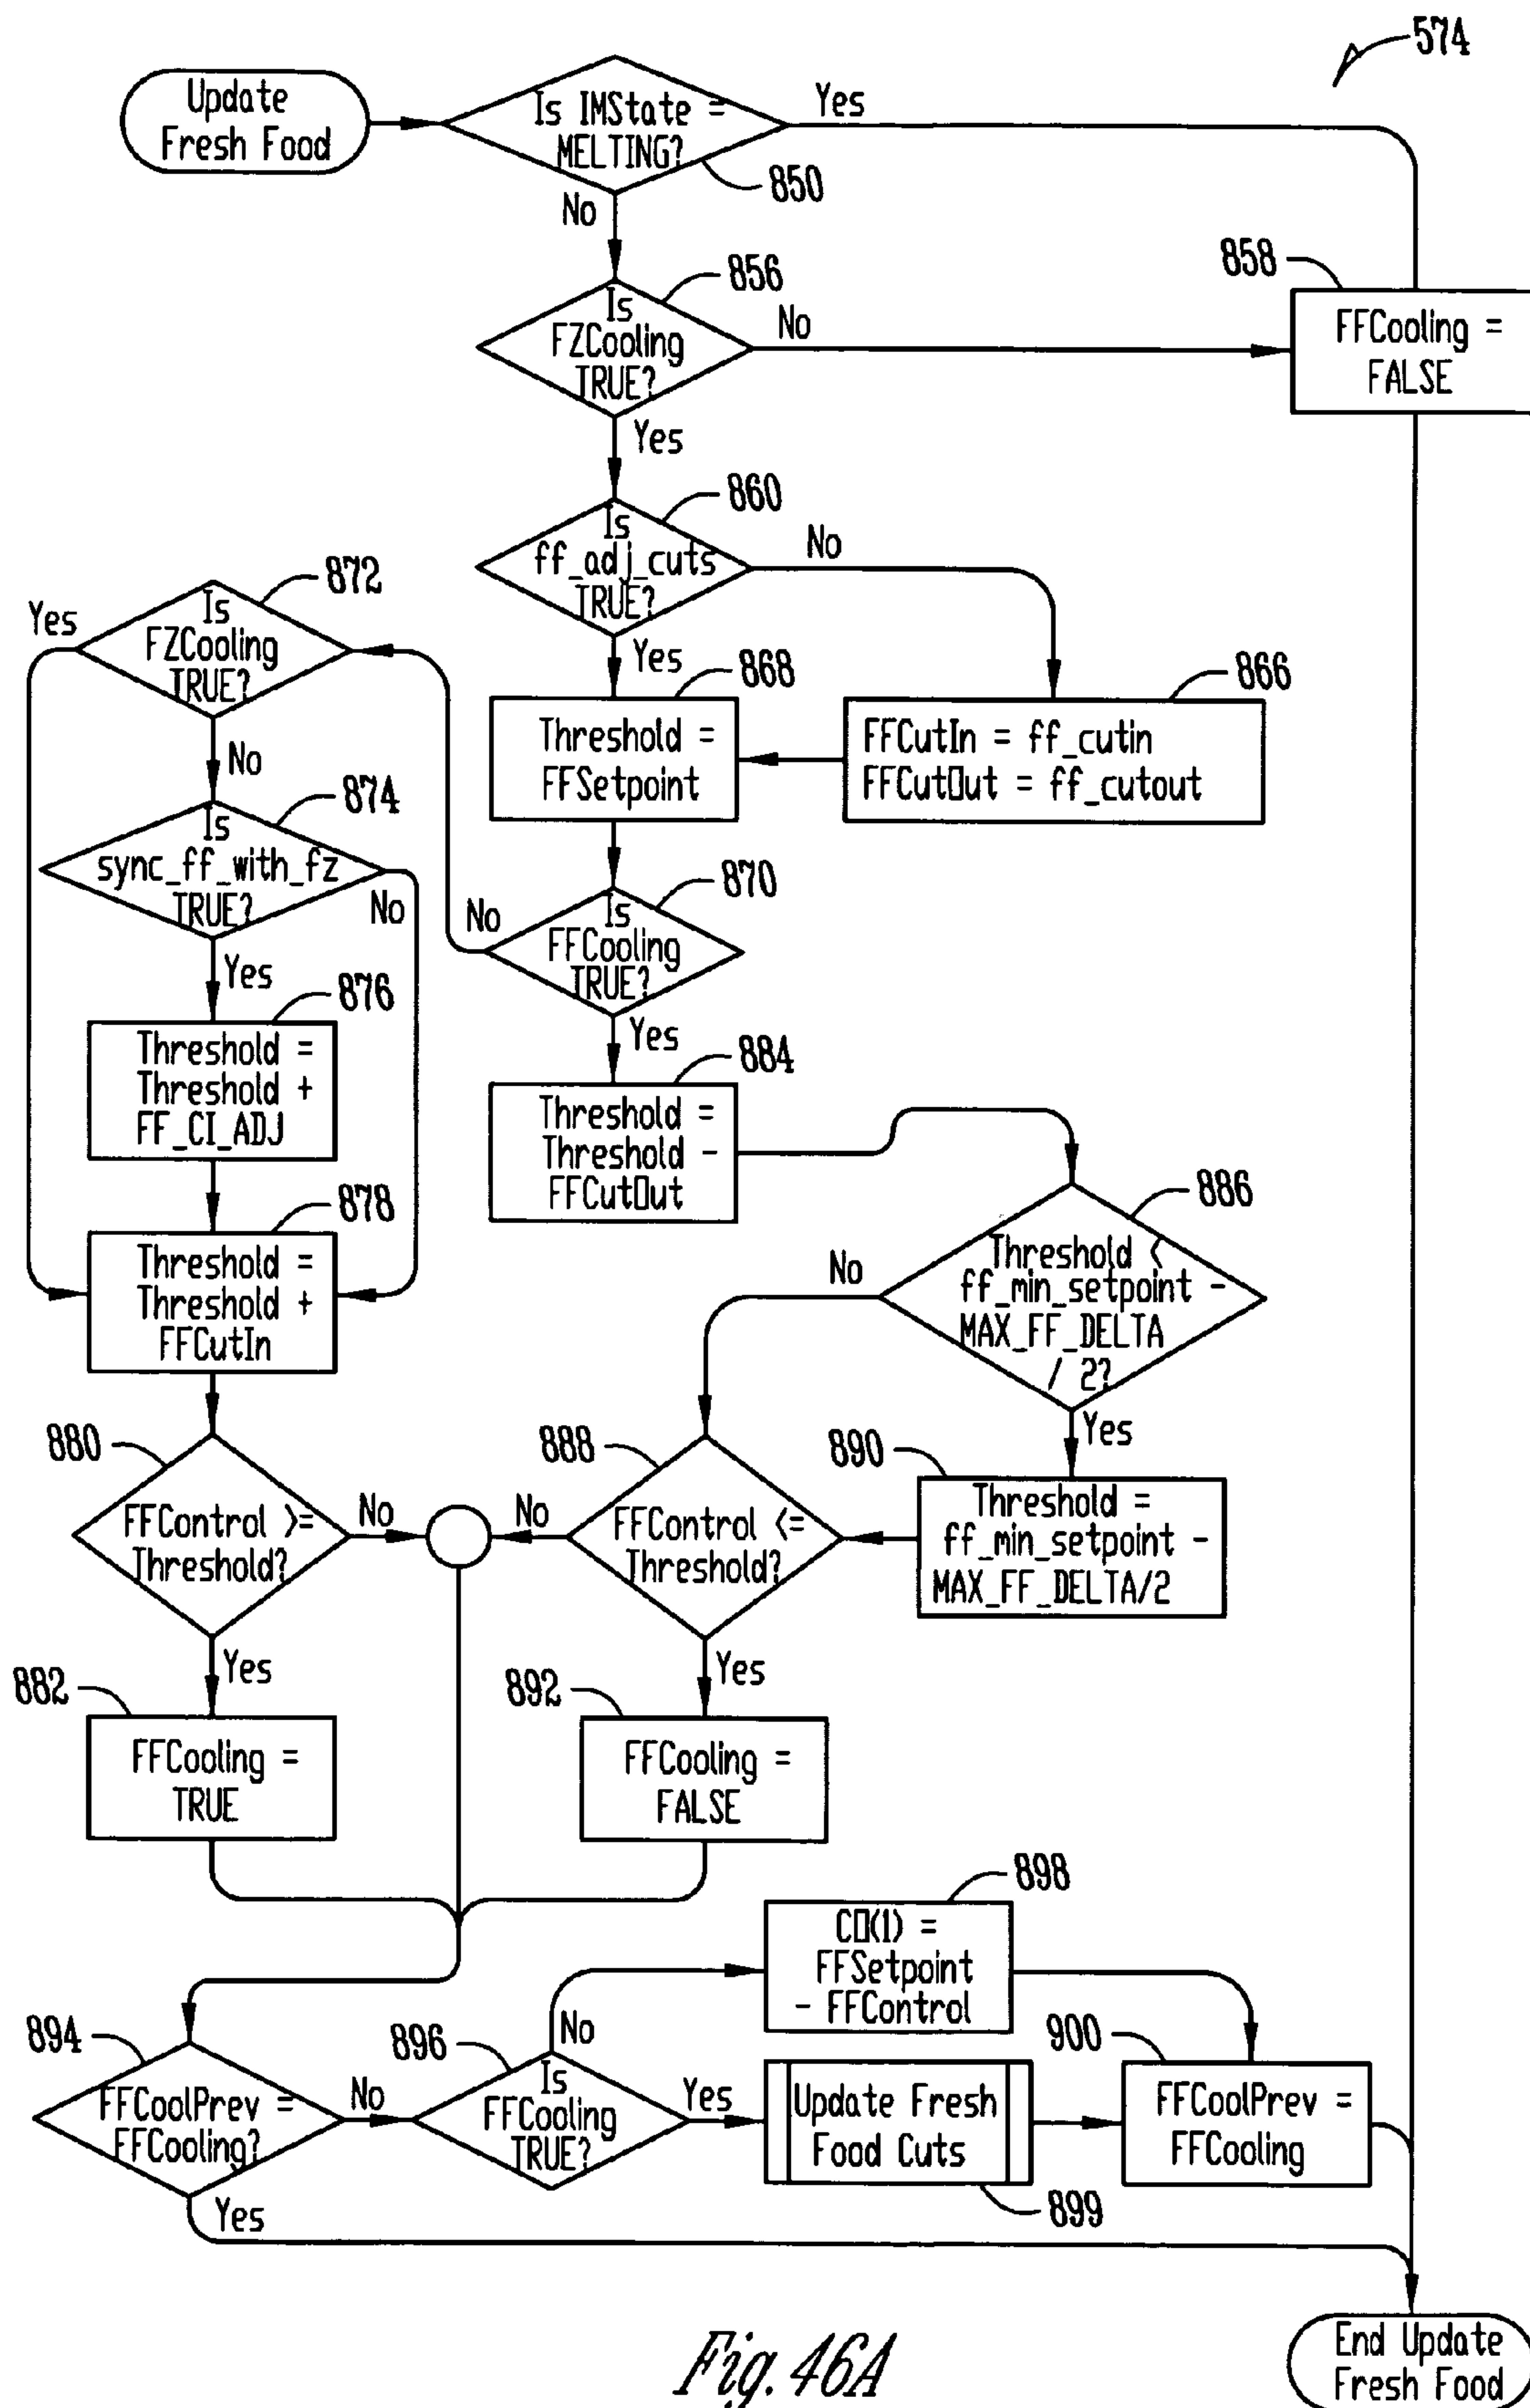 574
Update
Fresh Food
Is IMState =
MELTING?
Yes
850
No
856
Is
FZCooling
TRUE?
No
858
FFCooling =
FALSE
Yes
860
Is
ff_adj_cuts
TRUE?
No
872
Yes
Is
FZCooling
TRUE?
Yes
868
866
Threshold =
FFSetpoint
FFCutIn = ff_cutin
FFCutOut = ff_cutout
No
874
Is
sync_ff_with_fz
TRUE?
No
No
870
Is
FFCooling
TRUE?
Yes
876
Threshold =
Threshold +
FF_CI_ADJ
Yes
884
Threshold =
Threshold -
FFCutOut
878
Threshold =
Threshold +
FFCutIn
886
No
Threshold <
ff_min_setpoint -
MAX_FF_DELTA
/ 2?
Yes
880
FFControl >=
Threshold?
No
888
No
FFControl <=
Threshold?
890
Threshold =
ff_min_setpoint -
MAX_FF_DELTA/2
Yes
882
FFCooling =
TRUE
Yes
892
FFCooling =
FALSE
898
CO(1) =
FFSetpoint
- FFControl
894
FFCoolPrev =
FFCooling?
No
896
No
Is
FFCooling
TRUE?
Yes
Update Fresh
Food Cuts
899
900
FFCoolPrev =
FFCooling
Yes
End Update
Fresh Food
Fig. 46A